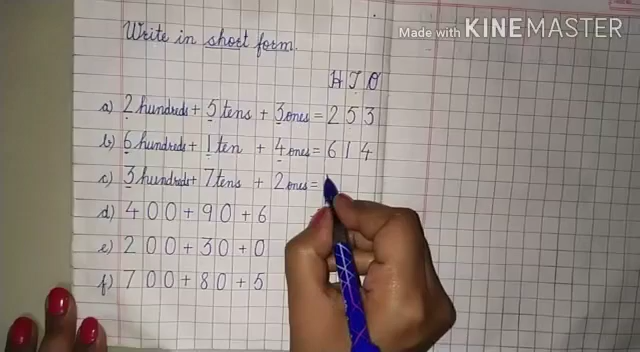 Made with KINEMASTER
Write in short form.
H T O
a) 2 hundreds + 5 tens + 3 ones = 2 5 3
b) 6 hundreds + 1 ten + 4 ones = 6 1 4
c) 3 hundreds + 7 tens + 2 ones =
d) 4 0 0 + 9 0 + 6
e) 2 0 0 + 3 0 + 0
f) 7 0 0 + 8 0 + 5